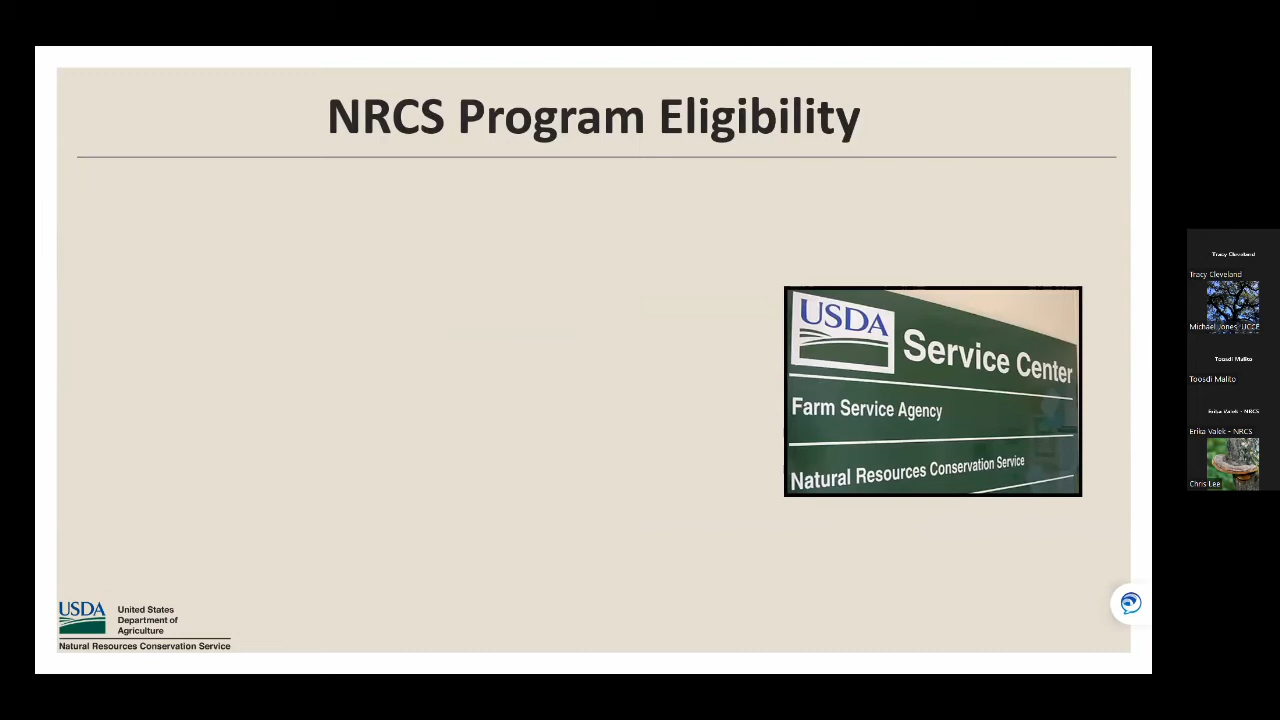 NRCS Program Eligibility
USDA
Service Center
Farm Service Agency
Natural Resources Conservation Service
USDA
United States
Department of
Agriculture
Natural Resources Conservation Service
Tracy Cleveland
Tracy Cleveland
Michael Jones, UCCE
Toosdi Malito
Toosdi Malito
Erika Valek - NRCS
Erika Valek - NRCS
Chris Lee